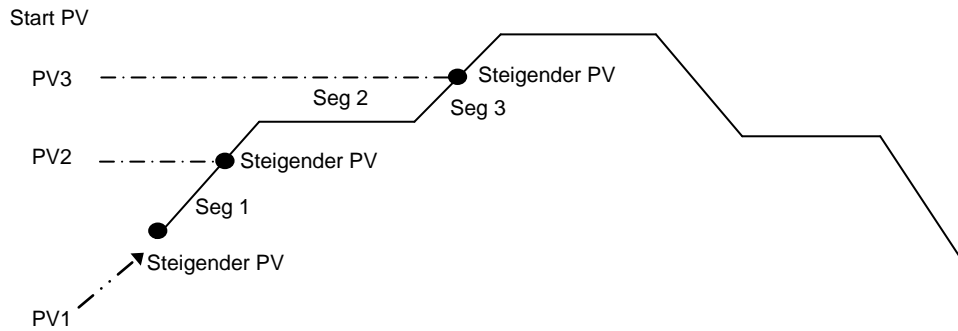 Start PV
PV3
Steigender PV
Seg 2
Seg 3
PV2
Steigender PV
Seg 1
Steigender PV
PV1